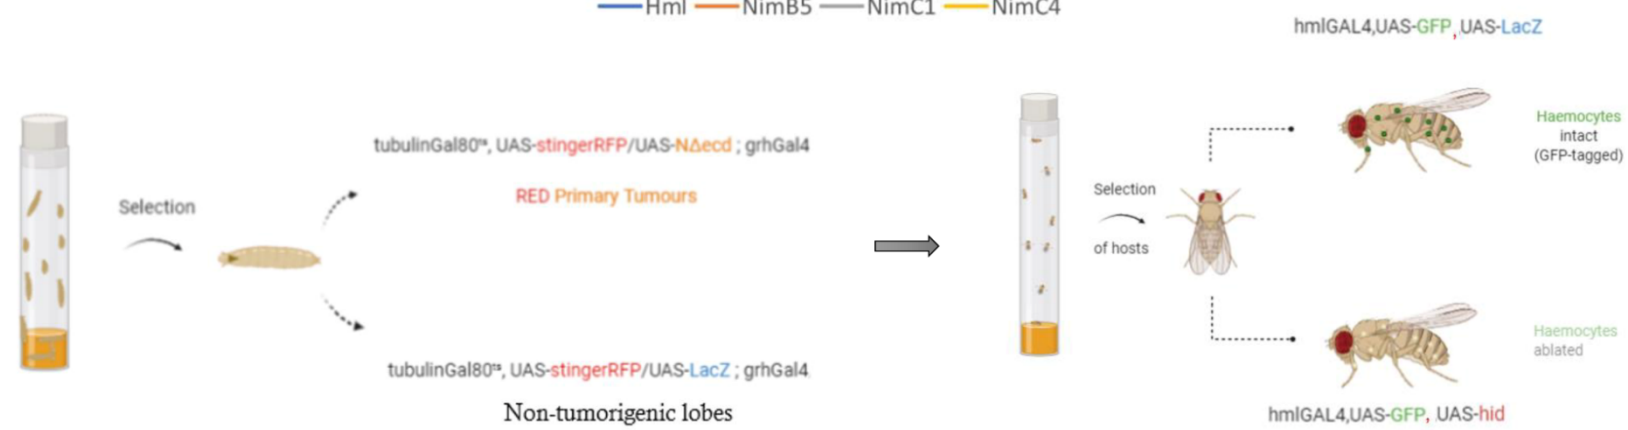 Hml NimB5 NimC1 NimC4
hmlGAL4,UAS-GFP, UAS-LacZ
tubulinGal80ᵗˢ, UAS-stingerRFP/UAS-NΔecd ; grhGal4
RED Primary Tumours
Selection
tubulinGal80ᵗˢ, UAS-stingerRFP/UAS-LacZ ; grhGal4
Non-tumorigenic lobes
Selection
of hosts
Haemocytes
intact
(GFP-tagged)
Haemocytes
ablated
hmlGAL4,UAS-GFP, UAS-hid